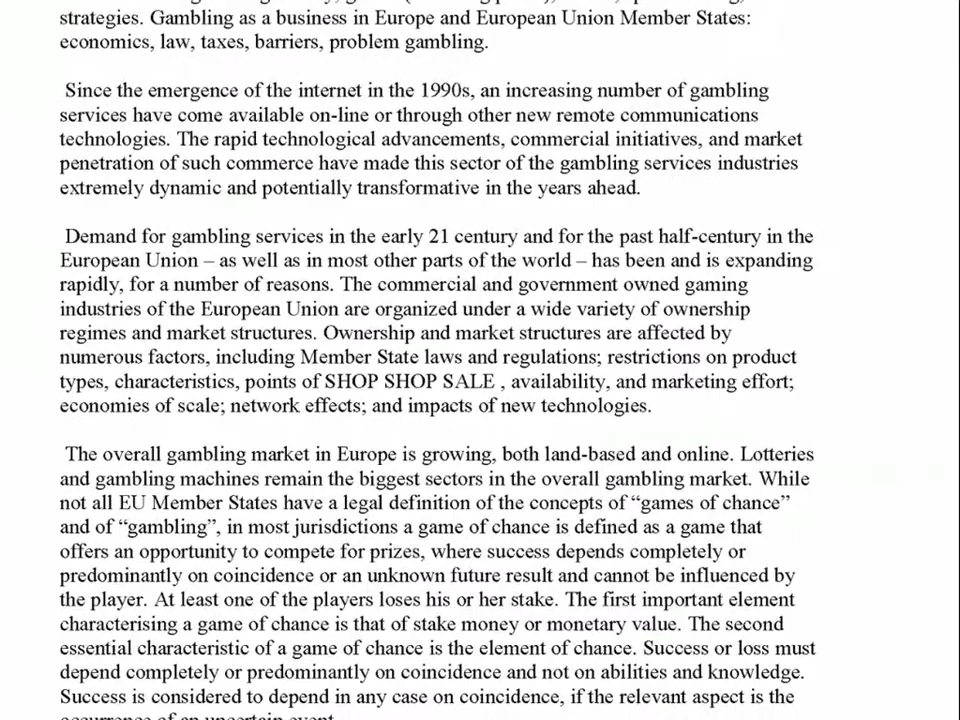 strategies. Gambling as a business in Europe and European Union Member States:
economics, law, taxes, barriers, problem gambling.
Since the emergence of the internet in the 1990s, an increasing number of gambling
services have come available on-line or through other new remote communications
technologies. The rapid technological advancements, commercial initiatives, and market
penetration of such commerce have made this sector of the gambling services industries
extremely dynamic and potentially transformative in the years ahead.
Demand for gambling services in the early 21 century and for the past half-century in the
European Union – as well as in most other parts of the world – has been and is expanding
rapidly, for a number of reasons. The commercial and government owned gaming
industries of the European Union are organized under a wide variety of ownership
regimes and market structures. Ownership and market structures are affected by
numerous factors, including Member State laws and regulations; restrictions on product
types, characteristics, points of SHOP SHOP SALE , availability, and marketing effort;
economies of scale; network effects; and impacts of new technologies.
The overall gambling market in Europe is growing, both land-based and online. Lotteries
and gambling machines remain the biggest sectors in the overall gambling market. While
not all EU Member States have a legal definition of the concepts of “games of chance”
and of “gambling”, in most jurisdictions a game of chance is defined as a game that
offers an opportunity to compete for prizes, where success depends completely or
predominantly on coincidence or an unknown future result and cannot be influenced by
the player. At least one of the players loses his or her stake. The first important element
characterising a game of chance is that of stake money or monetary value. The second
essential characteristic of a game of chance is the element of chance. Success or loss must
depend completely or predominantly on coincidence and not on abilities and knowledge.
Success is considered to depend in any case on coincidence, if the relevant aspect is the